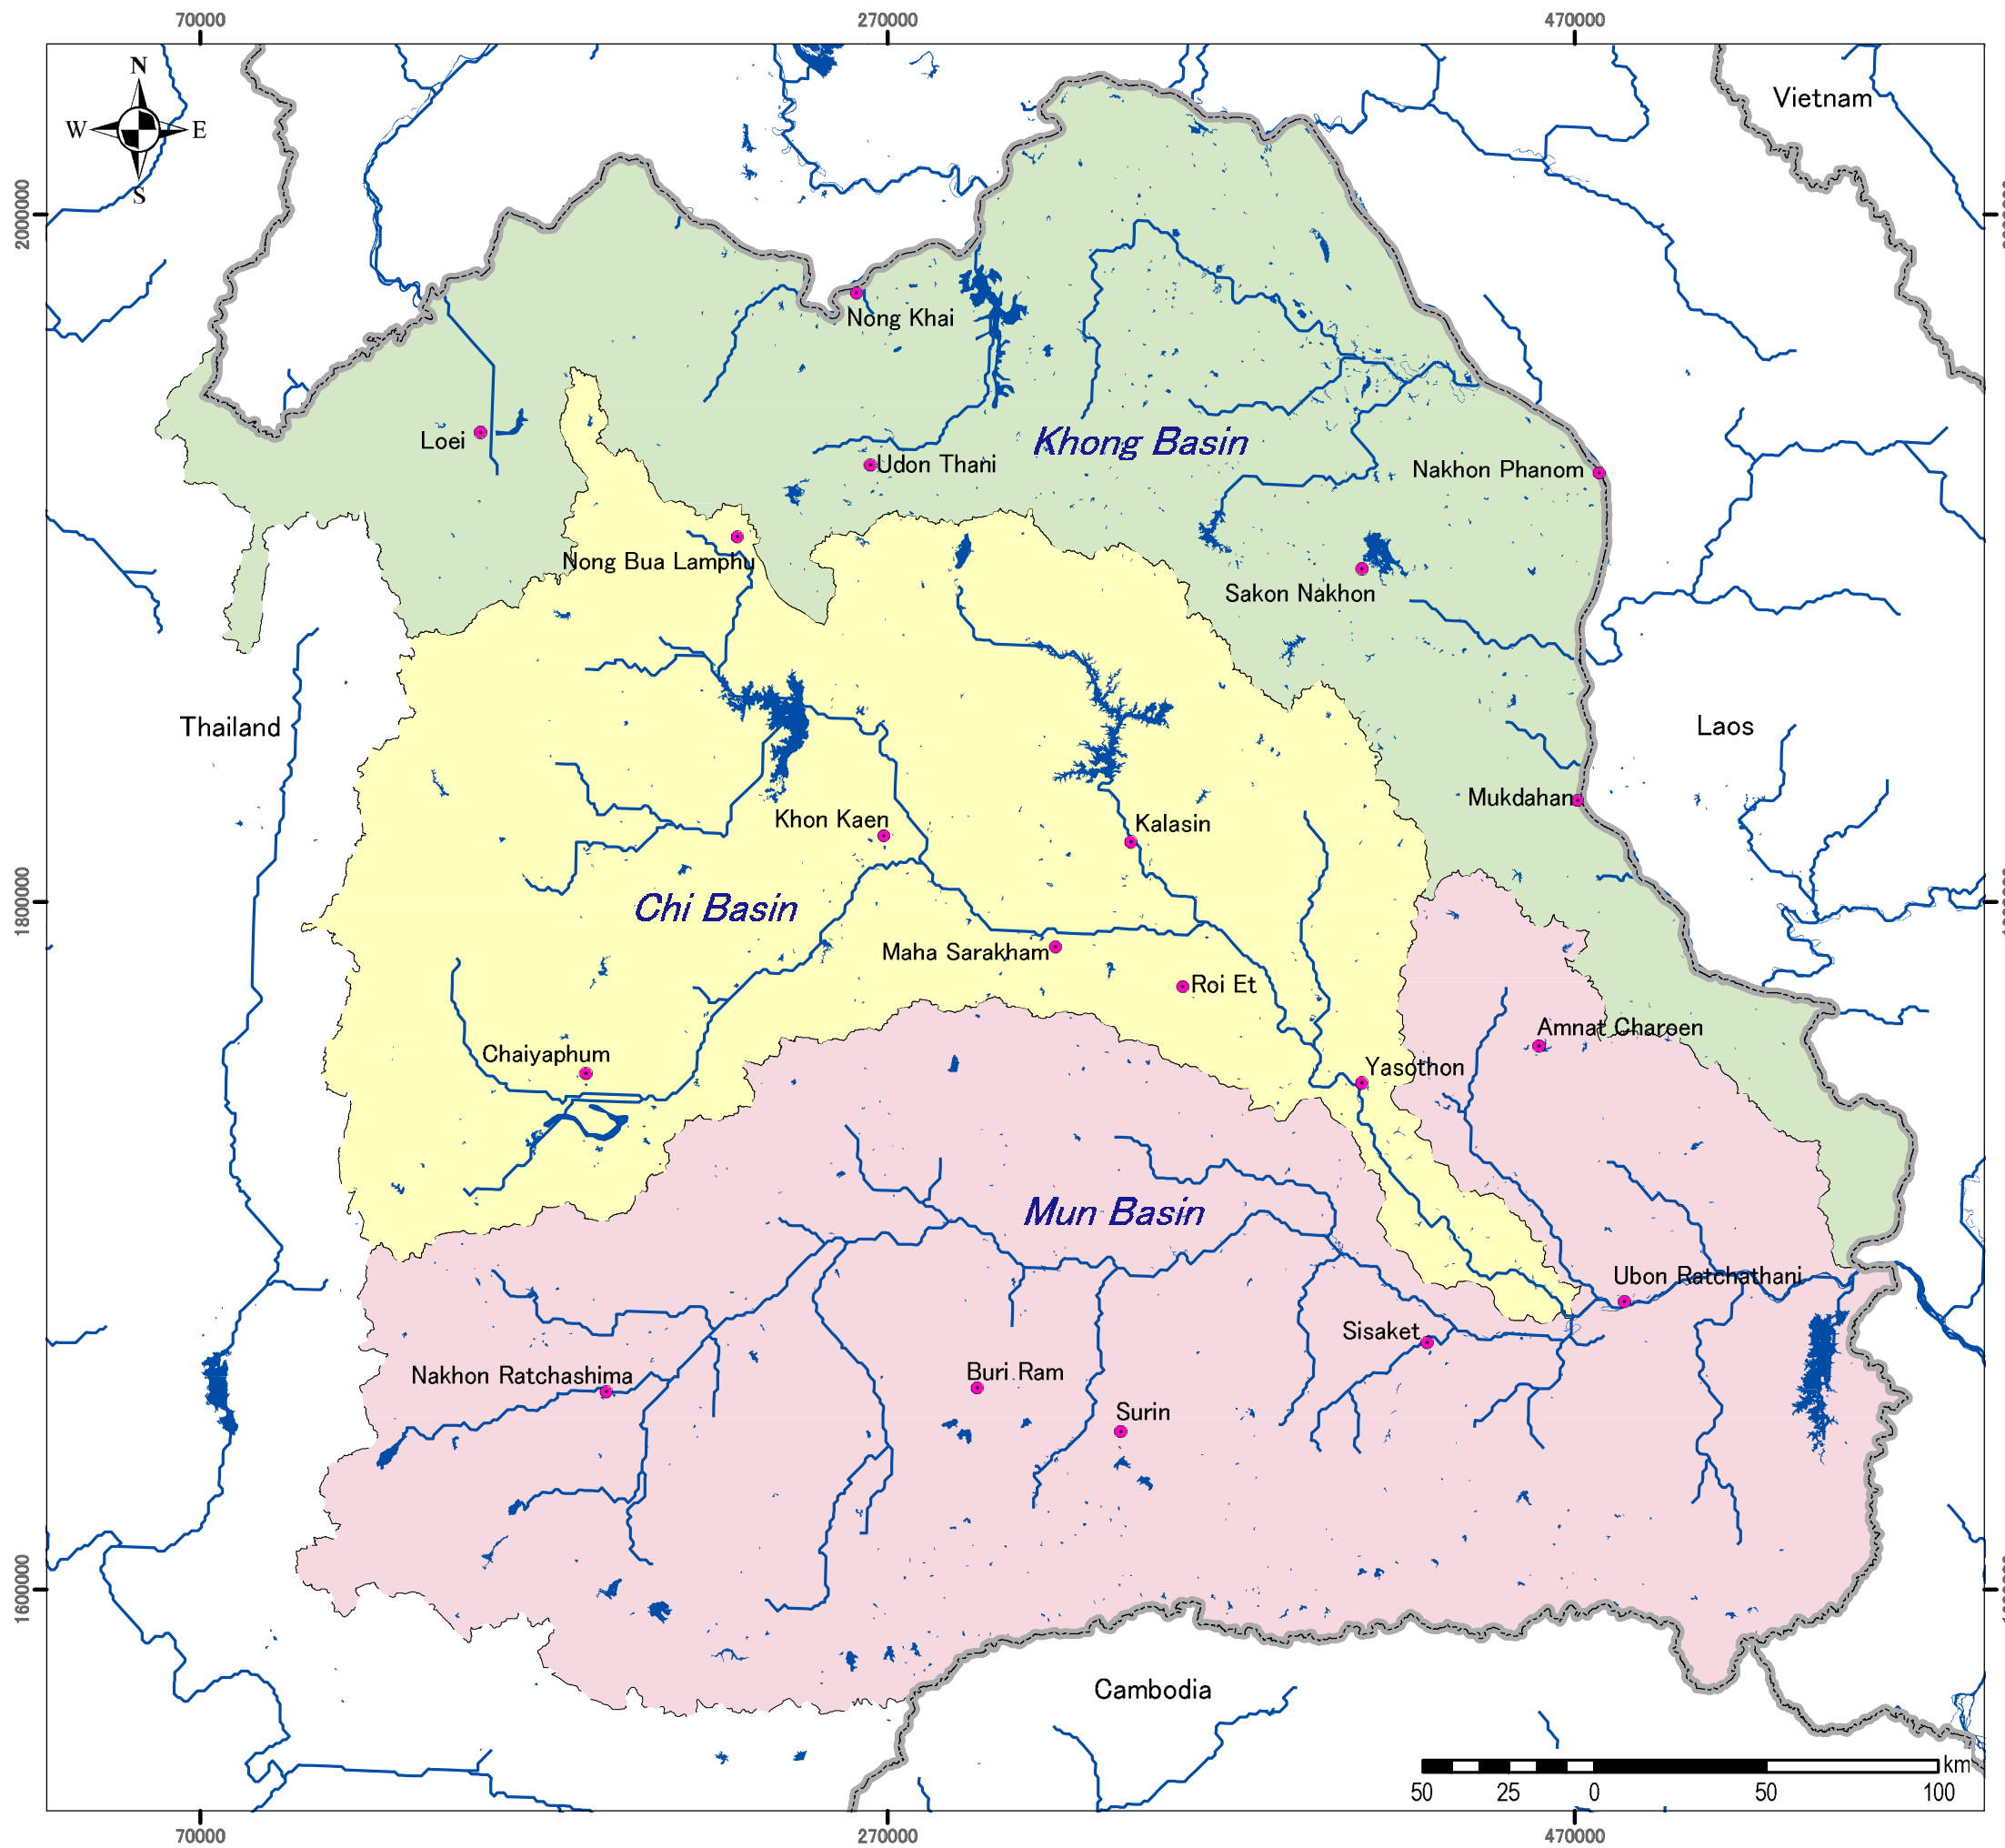 70000
270000
470000
N
W
E
S
Vietnam
2000000
Nong Khai
Loei
Khong Basin
Udon Thani
Nakhon Phanom
Nong Bua Lamphu
Sakon Nakhon
Thailand
Laos
Mukdahan
Khon Kaen
Kalasin
1800000
Chi Basin
Maha Sarakham
Roi Et
Amnat Charoen
Chaiyaphum
Yasothon
Mun Basin
Ubon Ratchathani
Sisaket
Nakhon Ratchashima
Buri Ram
Surin
1600000
Cambodia
km
50
25
0
50
100
70000
270000
470000